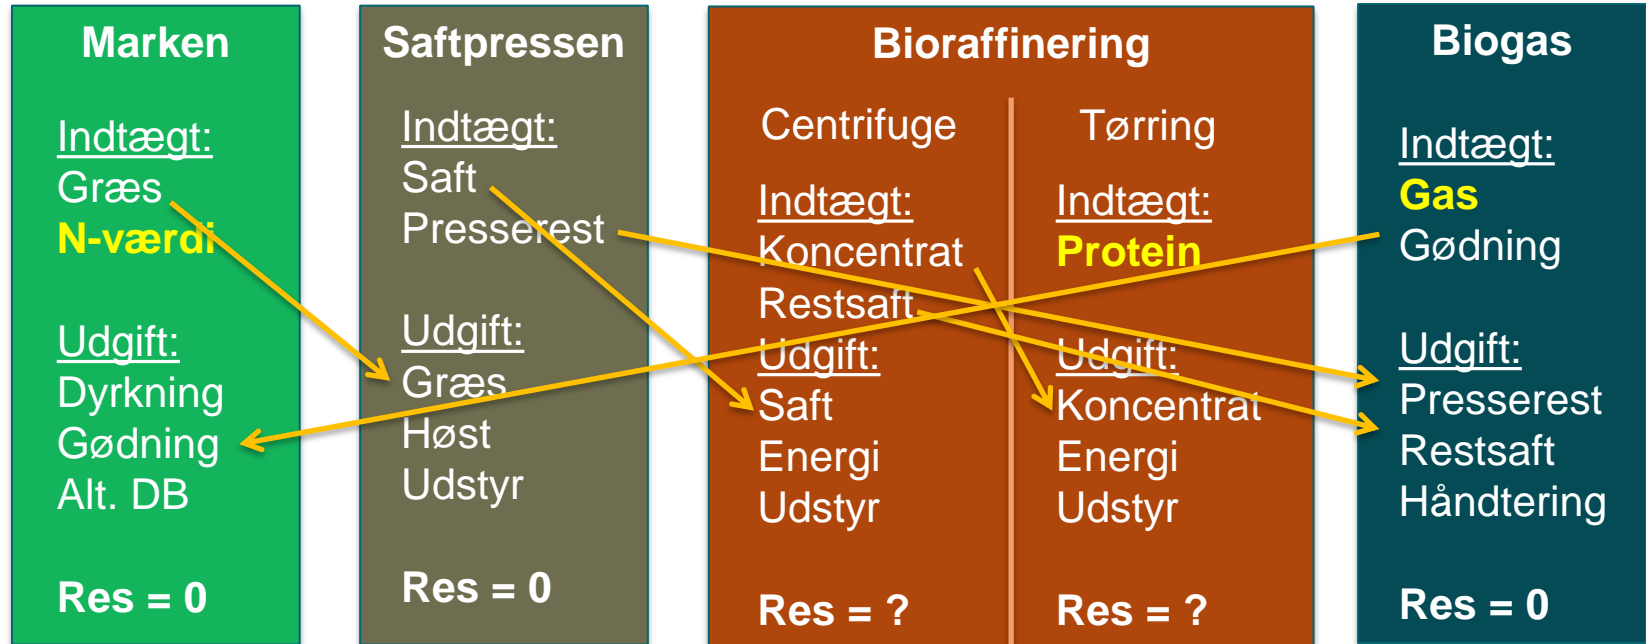 Marken
Indtægt:
Græs
N-værdi
Udgift:
Dyrkning
Gødning
Alt. DB
Res = 0
Saftpressen
Indtægt:
Saft
Presserest
Udgift:
Græs
Høst
Udstyr
Res = 0
Bioraffinering
Centrifuge
Indtægt:
Koncentrat
Restsaft
Udgift:
Saft
Energi
Udstyr
Res = ?
Tørring
Indtægt:
Protein
Udgift:
Koncentrat
Energi
Udstyr
Res = ?
Biogas
Indtægt:
Gas
Gødning
Udgift:
Presserest
Restsaft
Håndtering
Res = 0